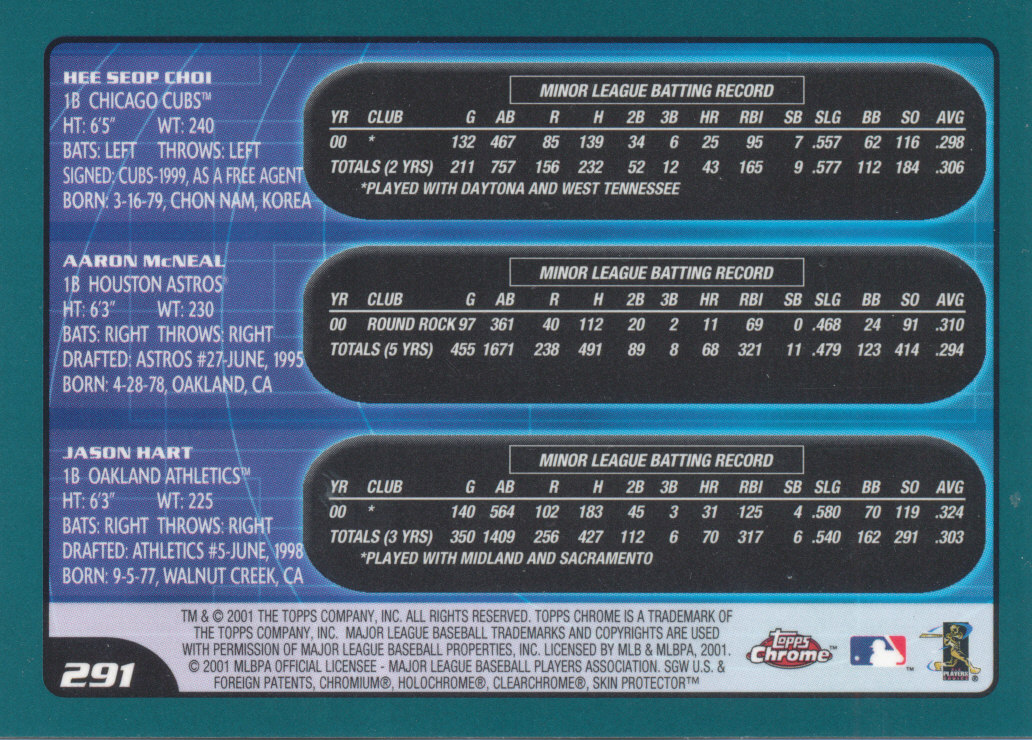 HEE SEOP CHOI
1B CHICAGO CUBS™
HT: 6'5" WT: 240
BATS: LEFT THROWS: LEFT
SIGNED: CUBS-1999, AS A FREE AGENT
BORN: 3-16-79, CHON NAM, KOREA
MINOR LEAGUE BATTING RECORD
YR CLUB G AB R H 2B 3B HR RBI SB SLG BB SO AVG
00 * 132 467 85 139 34 6 25 95 7 .557 62 116 .298
TOTALS (2 YRS) 211 757 156 232 52 12 43 165 9 .577 112 184 .306
*PLAYED WITH DAYTONA AND WEST TENNESSEE
AARON McNEAL
1B HOUSTON ASTROS
HT: 6'3" WT: 230
BATS: RIGHT THROWS: RIGHT
DRAFTED: ASTROS #27-JUNE, 1995
BORN: 4-28-78, OAKLAND, CA
MINOR LEAGUE BATTING RECORD
YR CLUB G AB R H 2B 3B HR RBI SB SLG BB SO AVG
00 ROUND ROCK 97 361 40 112 20 2 11 69 0 .468 24 91 .310
TOTALS (5 YRS) 455 1671 238 491 89 8 68 321 11 .479 123 414 .294
JASON HART
1B OAKLAND ATHLETICS™
HT: 6'3" WT: 225
BATS: RIGHT THROWS: RIGHT
DRAFTED: ATHLETICS #5-JUNE, 1998
BORN: 9-5-77, WALNUT CREEK, CA
MINOR LEAGUE BATTING RECORD
YR CLUB G AB R H 2B 3B HR RBI SB SLG BB SO AVG
00 * 140 564 102 183 45 3 31 125 4 .580 70 119 .324
TOTALS (3 YRS) 350 1409 256 427 112 6 70 317 6 .540 162 291 .303
*PLAYED WITH MIDLAND AND SACRAMENTO
291
TM & © 2001 THE TOPPS COMPANY, INC. ALL RIGHTS RESERVED. TOPPS CHROME IS A TRADEMARK OF
THE TOPPS COMPANY, INC. MAJOR LEAGUE BASEBALL TRADEMARKS AND COPYRIGHTS ARE USED
WITH PERMISSION OF MAJOR LEAGUE BASEBALL PROPERTIES, INC. LICENSED BY MLB & MLBPA, 2001.
© 2001 MLBPA OFFICIAL LICENSEE - MAJOR LEAGUE BASEBALL PLAYERS ASSOCIATION. SGW U.S. &
FOREIGN PATENTS, CHROMIUM®, HOLOCHROME®, CLEARCHROME®, SKIN PROTECTOR™
Topps
Chrome™
™
PLAYERS
®